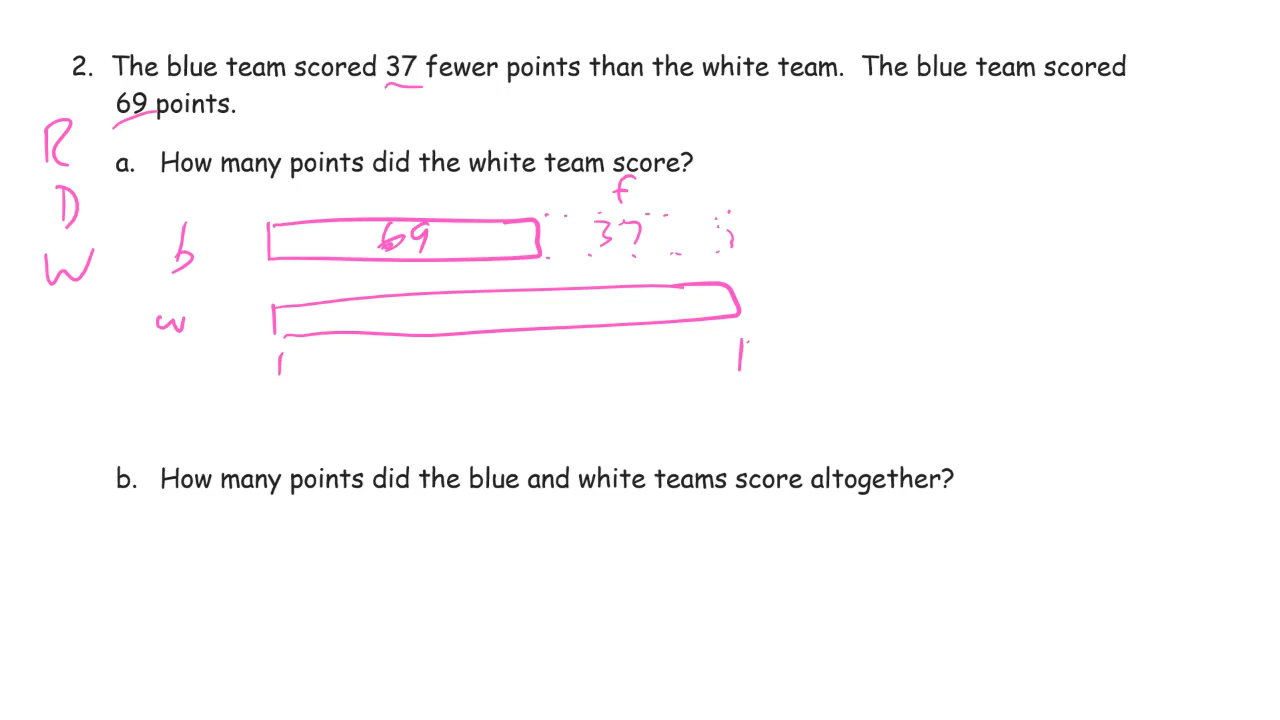 2. The blue team scored 37 fewer points than the white team. The blue team scored
69 points.
R
a. How many points did the white team score?
D
f
b 69 37
W
w
b. How many points did the blue and white teams score altogether?